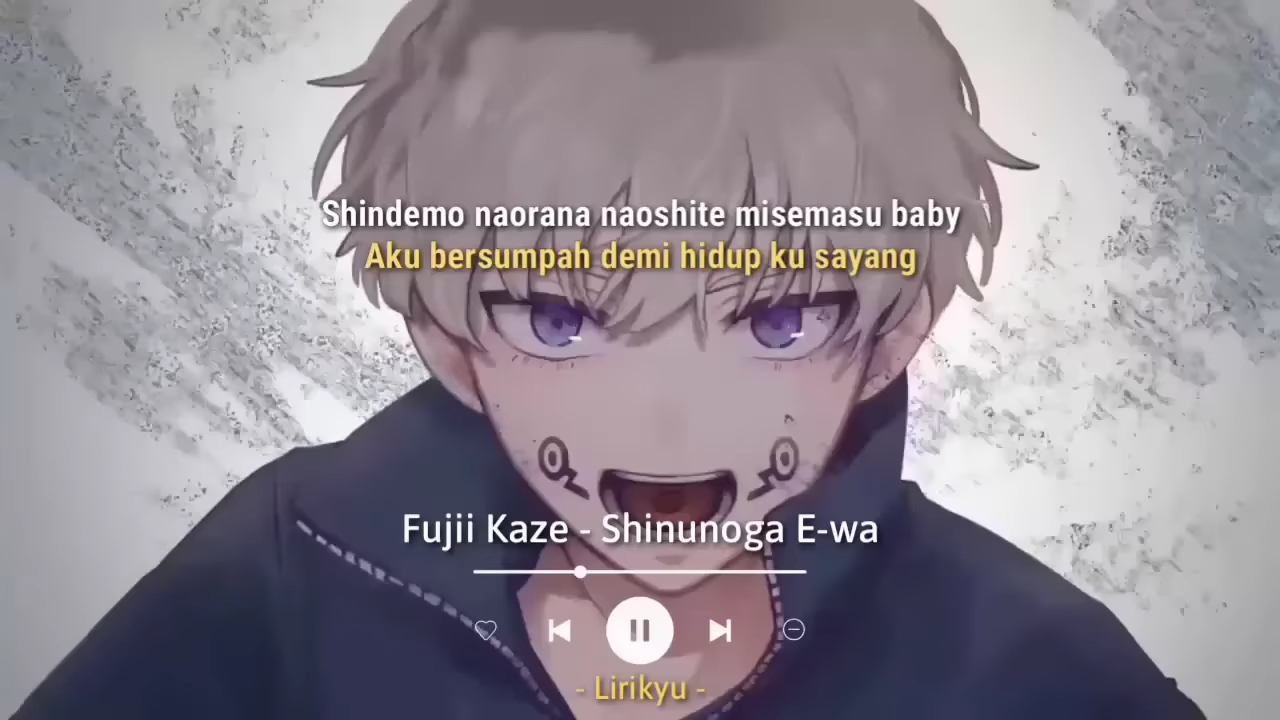 Shindemo naorana naoshite misemasu baby
Aku bersumpah demi hidup ku sayang
Fujii Kaze - Shinunoga E-wa
- Lirikyu -